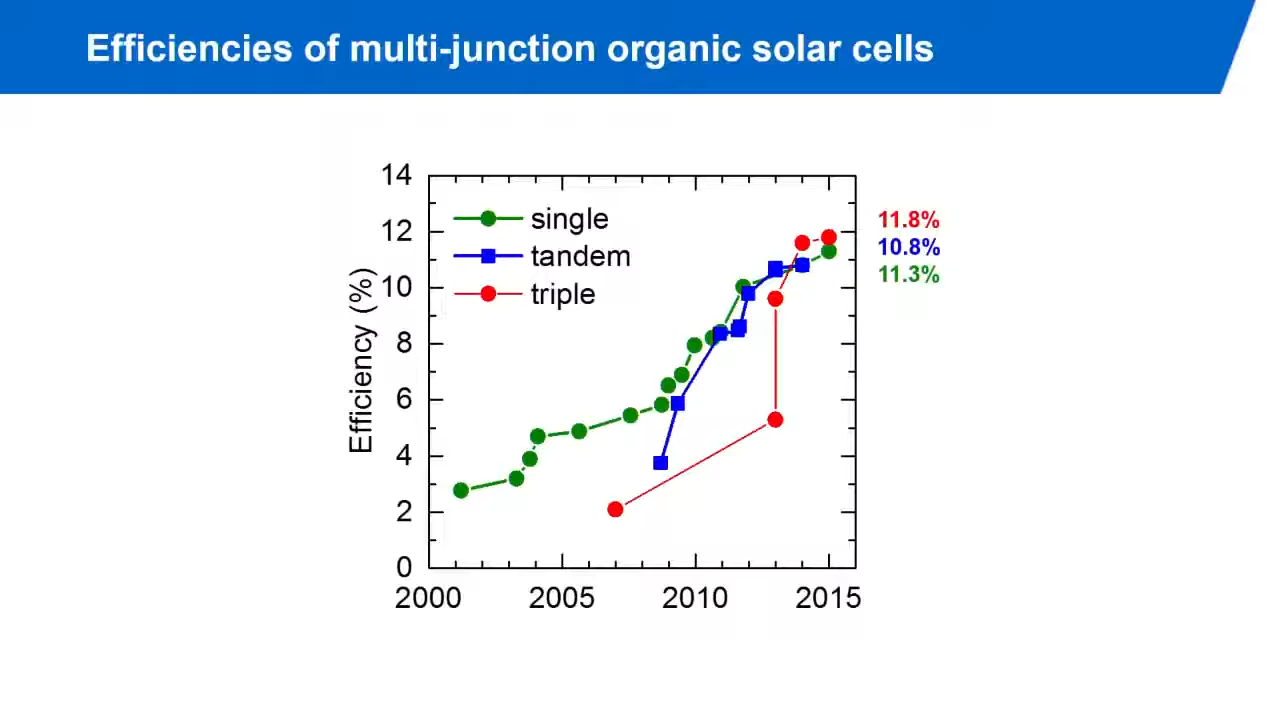 Efficiencies of multi-junction organic solar cells
14
12
10
8
6
4
2
0
Efficiency (%)
single
tandem
triple
11.8%
10.8%
11.3%
2000 2005 2010 2015